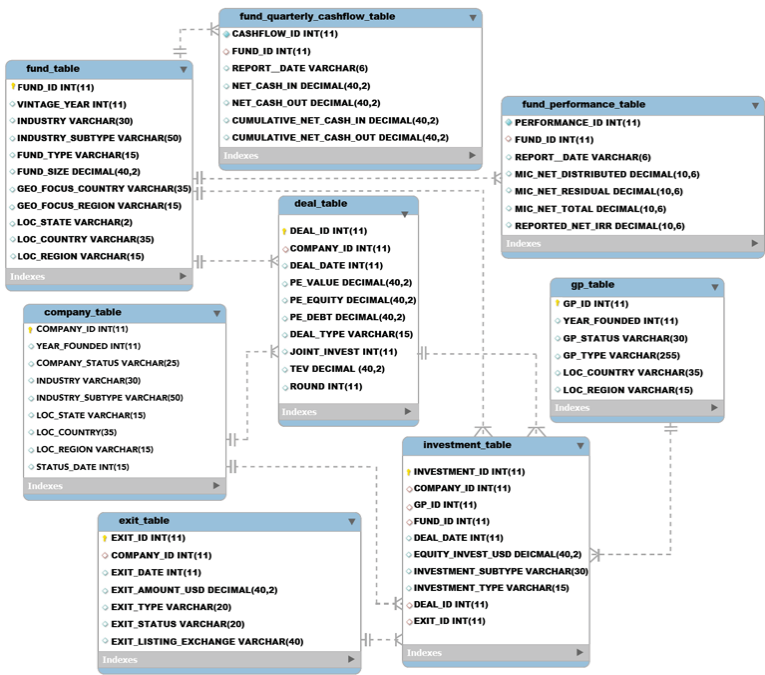 fund_quarterly_cashflow_table
CASHFLOW_ID INT(11)
FUND_ID INT(11)
REPORT__DATE VARCHAR(6)
NET_CASH_IN DECIMAL(40,2)
NET_CASH_OUT DECIMAL(40,2)
CUMULATIVE_NET_CASH_IN DECIMAL(40,2)
CUMULATIVE_NET_CASH_OUT DECIMAL(40,2)
Indexes
fund_table
FUND_ID INT(11)
VINTAGE_YEAR INT(11)
INDUSTRY VARCHAR(30)
INDUSTRY_SUBTYPE VARCHAR(50)
FUND_TYPE VARCHAR(15)
FUND_SIZE DECIMAL(40,2)
GEO_FOCUS_COUNTRY VARCHAR(35)
GEO_FOCUS_REGION VARCHAR(15)
LOC_STATE VARCHAR(2)
LOC_COUNTRY VARCHAR(35)
LOC_REGION VARCHAR(15)
Indexes
fund_performance_table
PERFORMANCE_ID INT(11)
FUND_ID INT(11)
REPORT__DATE VARCHAR(6)
MIC_NET_DISTRIBUTED DECIMAL(10,6)
MIC_NET_RESIDUAL DECIMAL(10,6)
MIC_NET_TOTAL DECIMAL(10,6)
REPORTED_NET_IRR DECIMAL(10,6)
Indexes
deal_table
DEAL_ID INT(11)
COMPANY_ID INT(11)
DEAL_DATE INT(11)
PE_VALUE DECIMAL(40,2)
PE_EQUITY DECIMAL(40,2)
PE_DEBT DECIMAL(40,2)
DEAL_TYPE VARCHAR(15)
JOINT_INVEST INT(11)
TEV DECIMAL (40,2)
ROUND INT(11)
Indexes
gp_table
GP_ID INT(11)
YEAR_FOUNDED INT(11)
GP_STATUS VARCHAR(30)
GP_TYPE VARCHAR(255)
LOC_COUNTRY VARCHAR(35)
LOC_REGION VARCHAR(15)
Indexes
company_table
COMPANY_ID INT(11)
YEAR_FOUNDED INT(11)
COMPANY_STATUS VARCHAR(25)
INDUSTRY VARCHAR(30)
INDUSTRY_SUBTYPE VARCHAR(50)
LOC_STATE VARCHAR(15)
LOC_COUNTRY(35)
LOC_REGION VARCHAR(15)
STATUS_DATE INT(15)
Indexes
investment_table
INVESTMENT_ID INT(11)
COMPANY_ID INT(11)
GP_ID INT(11)
FUND_ID INT(11)
DEAL_DATE INT(11)
EQUITY_INVEST_USD DEICMAL(40,2)
INVESTMENT_SUBTYPE VARCHAR(30)
INVESTMENT_TYPE VARCHAR(15)
DEAL_ID INT(11)
EXIT_ID INT(11)
Indexes
exit_table
EXIT_ID INT(11)
COMPANY_ID INT(11)
EXIT_DATE INT(11)
EXIT_AMOUNT_USD DECIMAL(40,2)
EXIT_TYPE VARCHAR(20)
EXIT_STATUS VARCHAR(20)
EXIT_LISTING_EXCHANGE VARCHAR(40)
Indexes